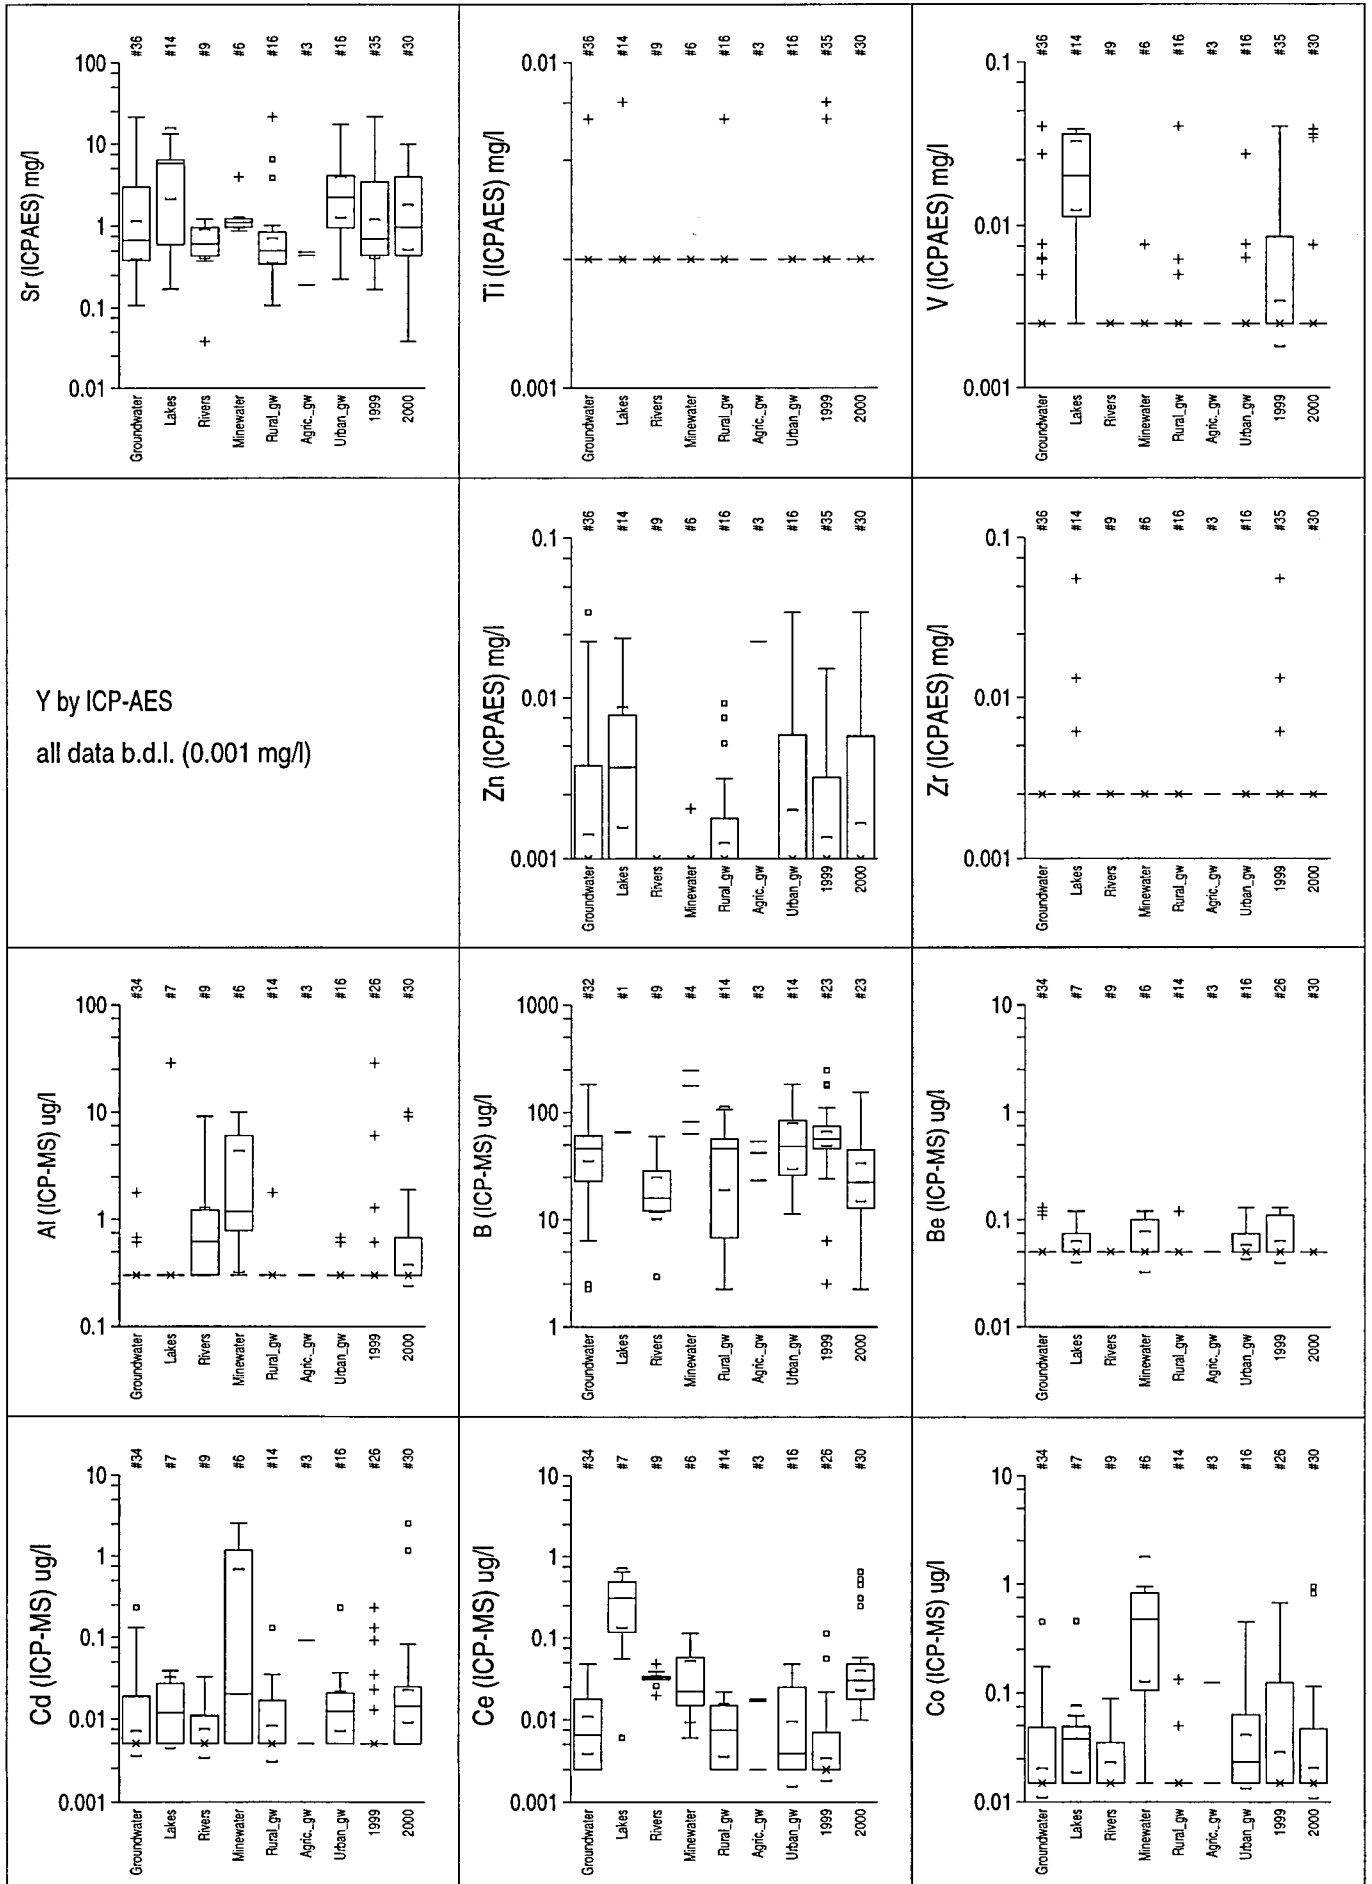 Sr (ICPAES) mg/l
#36 #14 #9 #6 #16 #3 #16 #35 #30
100
10
1
0.1
0.01
Groundwater Lakes Rivers Minewater Rural_gw Agric._gw Urban_gw 1999 2000
Ti (ICPAES) mg/l
#36 #14 #9 #6 #16 #3 #16 #35 #30
0.01
0.001
Groundwater Lakes Rivers Minewater Rural_gw Agric._gw Urban_gw 1999 2000
V (ICPAES) mg/l
#36 #14 #9 #6 #16 #3 #16 #35 #30
0.1
0.01
0.001
Groundwater Lakes Rivers Minewater Rural_gw Agric._gw Urban_gw 1999 2000
Y by ICP-AES
all data b.d.l. (0.001 mg/l)
Zn (ICPAES) mg/l
#36 #14 #9 #6 #16 #3 #16 #35 #30
0.1
0.01
0.001
Groundwater Lakes Rivers Minewater Rural_gw Agric._gw Urban_gw 1999 2000
Zr (ICPAES) mg/l
#36 #14 #9 #6 #16 #3 #16 #35 #30
0.1
0.01
0.001
Groundwater Lakes Rivers Minewater Rural_gw Agric._gw Urban_gw 1999 2000
Al (ICP-MS) ug/l
#34 #7 #9 #6 #14 #3 #16 #26 #30
100
10
1
0.1
Groundwater Lakes Rivers Minewater Rural_gw Agric._gw Urban_gw 1999 2000
B (ICP-MS) ug/l
#32 #1 #9 #4 #14 #3 #14 #23 #23
1000
100
10
1
Groundwater Lakes Rivers Minewater Rural_gw Agric._gw Urban_gw 1999 2000
Be (ICP-MS) ug/l
#34 #7 #9 #6 #14 #3 #16 #26 #30
10
1
0.1
0.01
Groundwater Lakes Rivers Minewater Rural_gw Agric._gw Urban_gw 1999 2000
Cd (ICP-MS) ug/l
#34 #7 #9 #6 #14 #3 #16 #26 #30
10
1
0.1
0.01
0.001
Groundwater Lakes Rivers Minewater Rural_gw Agric._gw Urban_gw 1999 2000
Ce (ICP-MS) ug/l
#34 #7 #9 #6 #14 #3 #16 #26 #30
10
1
0.1
0.01
0.001
Groundwater Lakes Rivers Minewater Rural_gw Agric._gw Urban_gw 1999 2000
Co (ICP-MS) ug/l
#34 #7 #9 #6 #14 #3 #16 #26 #30
10
1
0.1
0.01
Groundwater Lakes Rivers Minewater Rural_gw Agric._gw Urban_gw 1999 2000